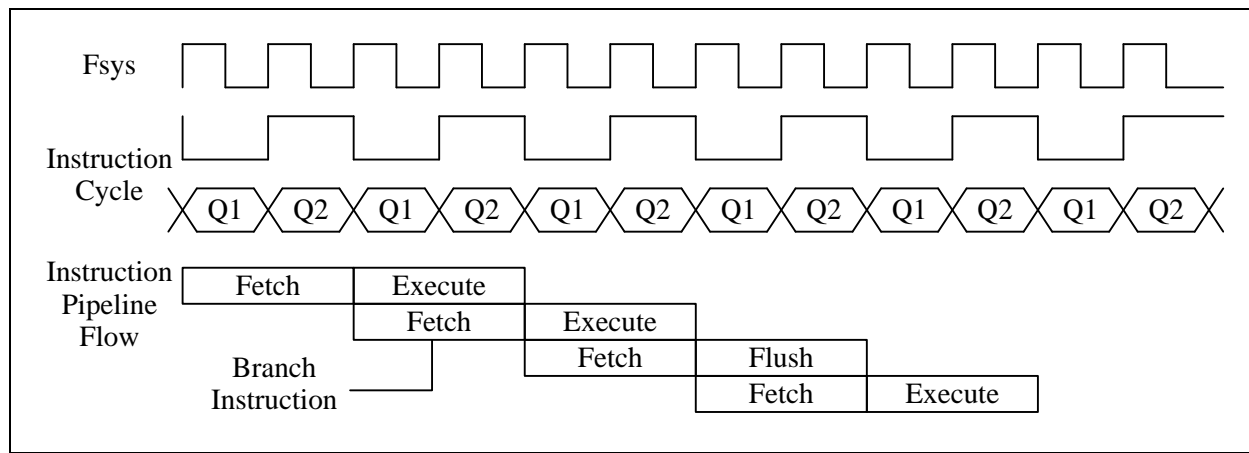 Fsys
Instruction
Cycle
Q1 Q2 Q1 Q2 Q1 Q2 Q1 Q2 Q1 Q2 Q1 Q2
Instruction
Pipeline
Flow
Fetch Execute
Fetch Execute
Fetch Flush
Fetch Execute
Branch
Instruction